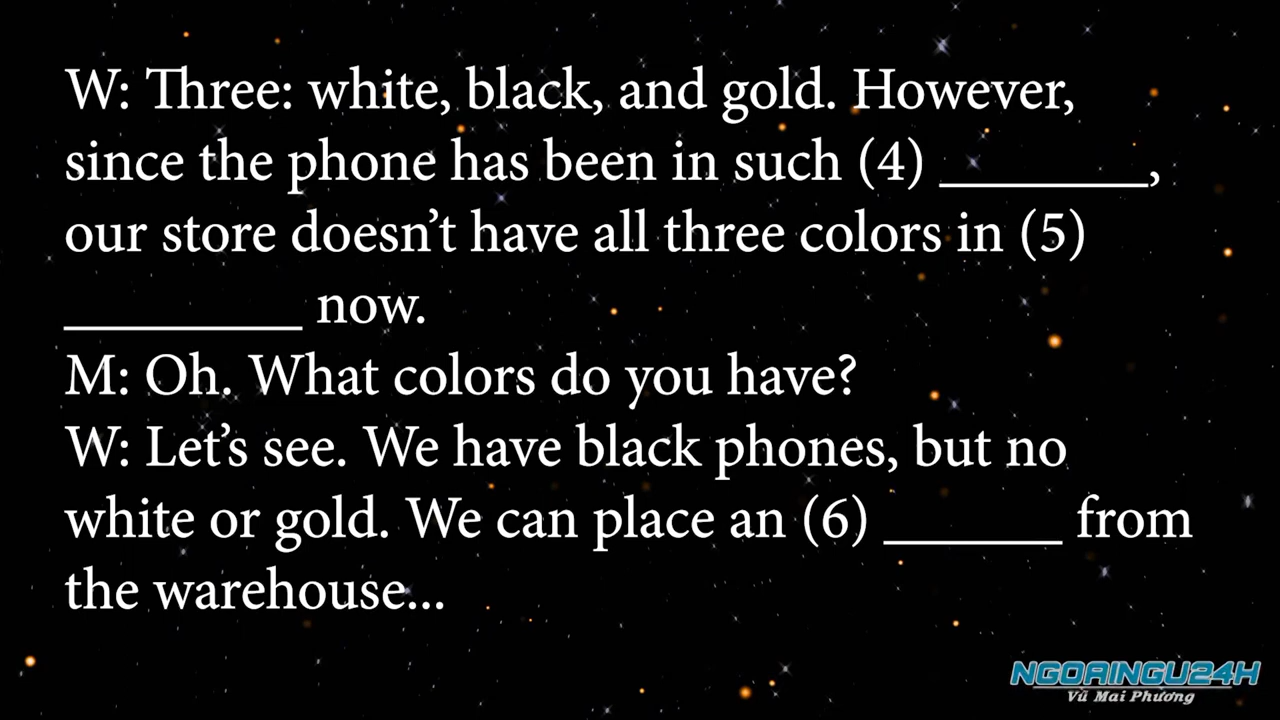 W: Three: white, black, and gold. However,
since the phone has been in such (4) ________,
our store doesn’t have all three colors in (5)
_________ now.
M: Oh. What colors do you have?
W: Let’s see. We have black phones, but no
white or gold. We can place an (6) _______ from
the warehouse...
NGOAINGU24H
Vũ Mai Phương